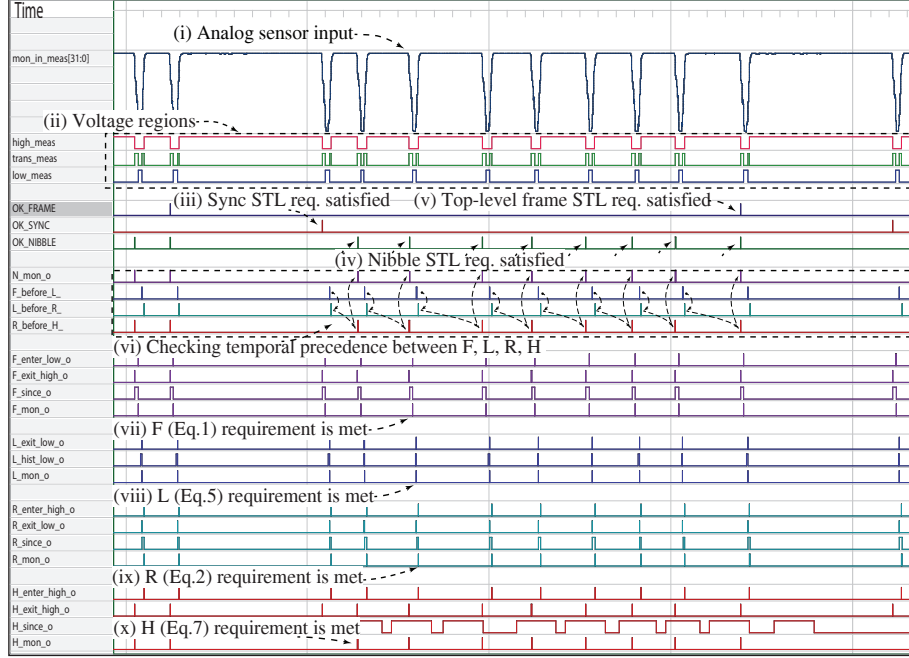 Time
(i) Analog sensor input
mon_in_meas[31:0]
(ii) Voltage regions
high_meas
trans_meas
low_meas
(iii) Sync STL req. satisfied
(v) Top-level frame STL req. satisfied
OK_FRAME
OK_SYNC
OK_NIBBLE
(iv) Nibble STL req. satisfied
N_mon_o
F_before_L_
L_before_R_
R_before_H_
(vi) Checking temporal precedence between F, L, R, H
F_enter_low_o
F_exit_high_o
F_since_o
F_mon_o
(vii) F (Eq.1) requirement is met
L_exit_low_o
L_hist_low_o
L_mon_o
(viii) L (Eq.5) requirement is met
R_enter_high_o
R_exit_low_o
R_since_o
R_mon_o
(ix) R (Eq.2) requirement is met
H_enter_high_o
H_exit_high_o
H_since_o
(x) H (Eq.7) requirement is met
H_mon_o